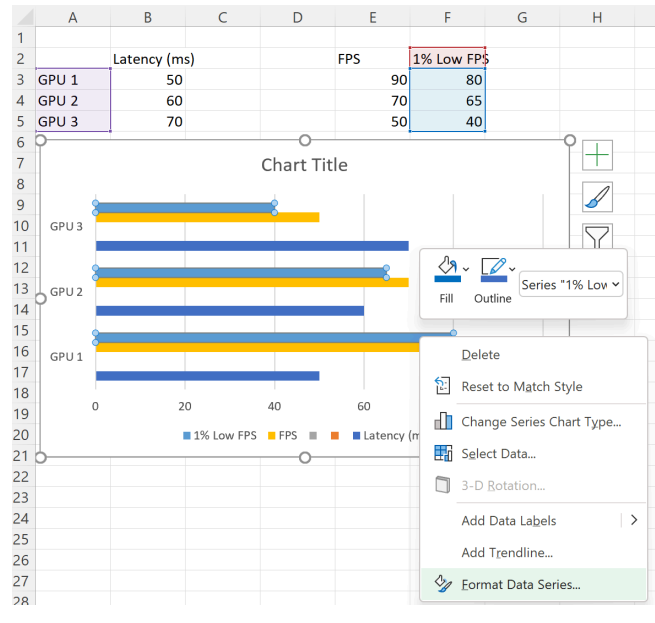 A B C D E F G H
1
2 Latency (ms) FPS 1% Low FPS
3 GPU 1 50 90 80
4 GPU 2 60 70 65
5 GPU 3 70 50 40
6
7
8
9
10
11
12
13
14
15
16
17
18
19
20
21
22
23
24
25
26
27
28
Chart Title
GPU 3
GPU 2
GPU 1
0 20 40 60
1% Low FPS FPS Latency (m
Fill Outline Series "1% Low
Delete
Reset to Match Style
Change Series Chart Type...
Select Data...
3-D Rotation...
Add Data Labels
Add Trendline...
Format Data Series...